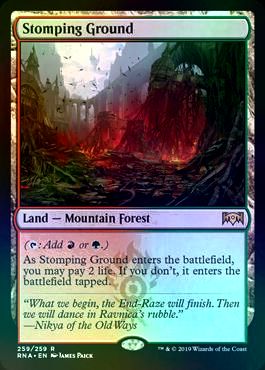 Stomping Ground
Land — Mountain Forest
(: Add or .)
As Stomping Ground enters the battlefield,
you may pay 2 life. If you don't, it enters the
battlefield tapped.
“What we begin, the End-Raze will finish. Then
we will dance in Ravnica's rubble.”
—Nikya of the Old Ways
259/259 R
RNA • EN James Paick
™ & © 2019 Wizards of the Coast